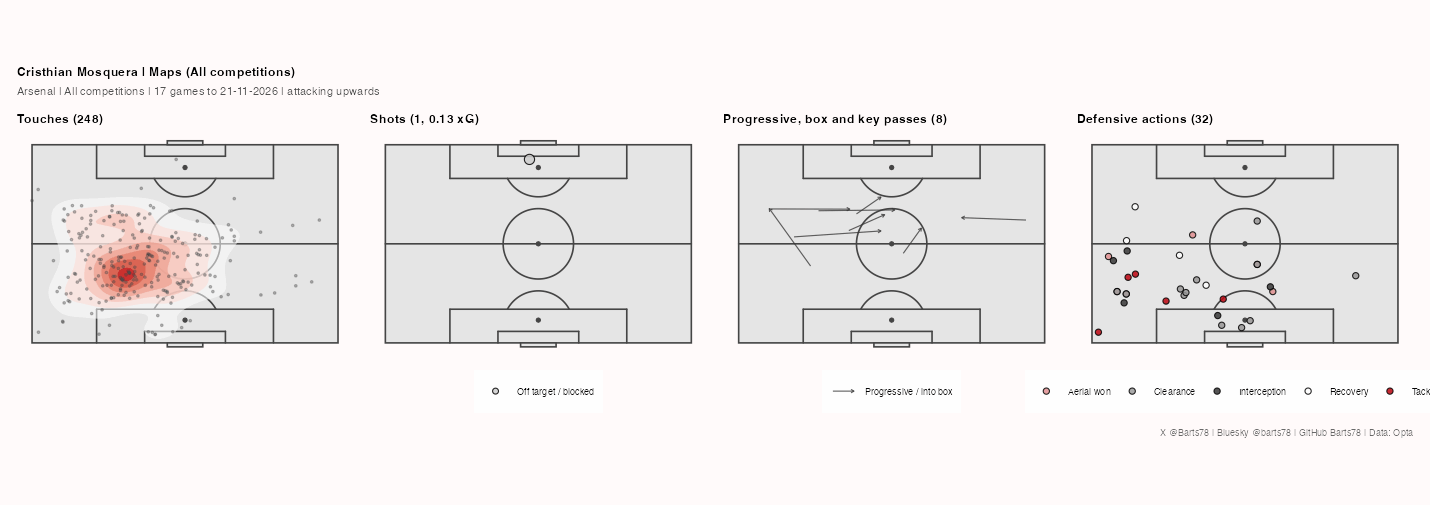 Cristhian Mosquera | Maps (All competitions)
Arsenal | All competitions | 17 games to 21-11-2026 | attacking upwards
Touches (248)
Shots (1, 0.13 xG)
Progressive, box and key passes (8)
Defensive actions (32)
Off target / blocked
Progressive / into box
Aerial won
Clearance
Interception
Recovery
Tack
X @Barts78 | Bluesky @barts78 | GitHub Barts78 | Data: Opta